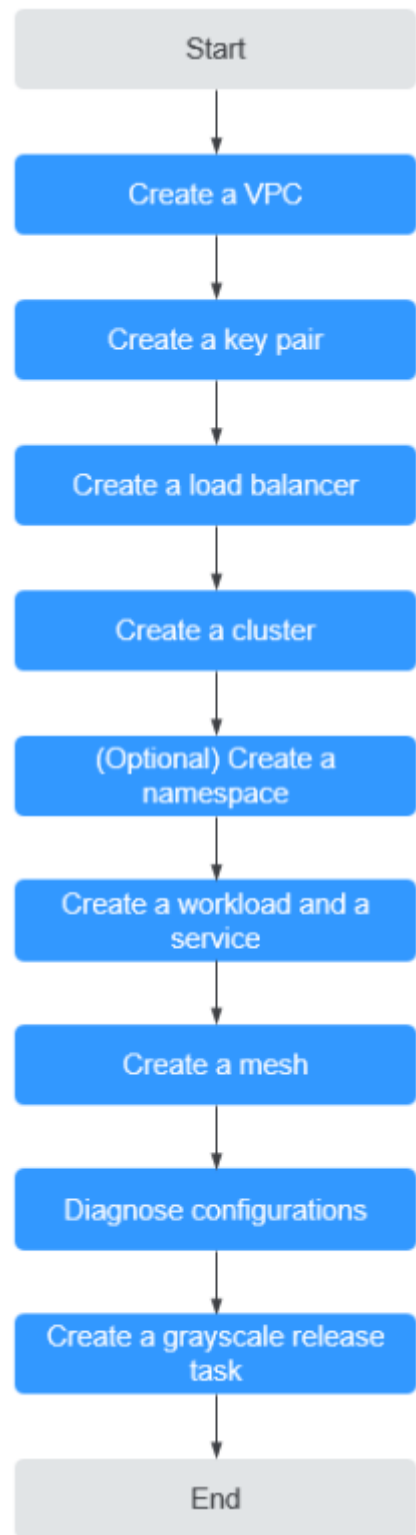 Start
Create a VPC
Create a key pair
Create a load balancer
Create a cluster
(Optional) Create a
namespace
Create a workload and a
service
Create a mesh
Diagnose configurations
Create a grayscale release
task
End